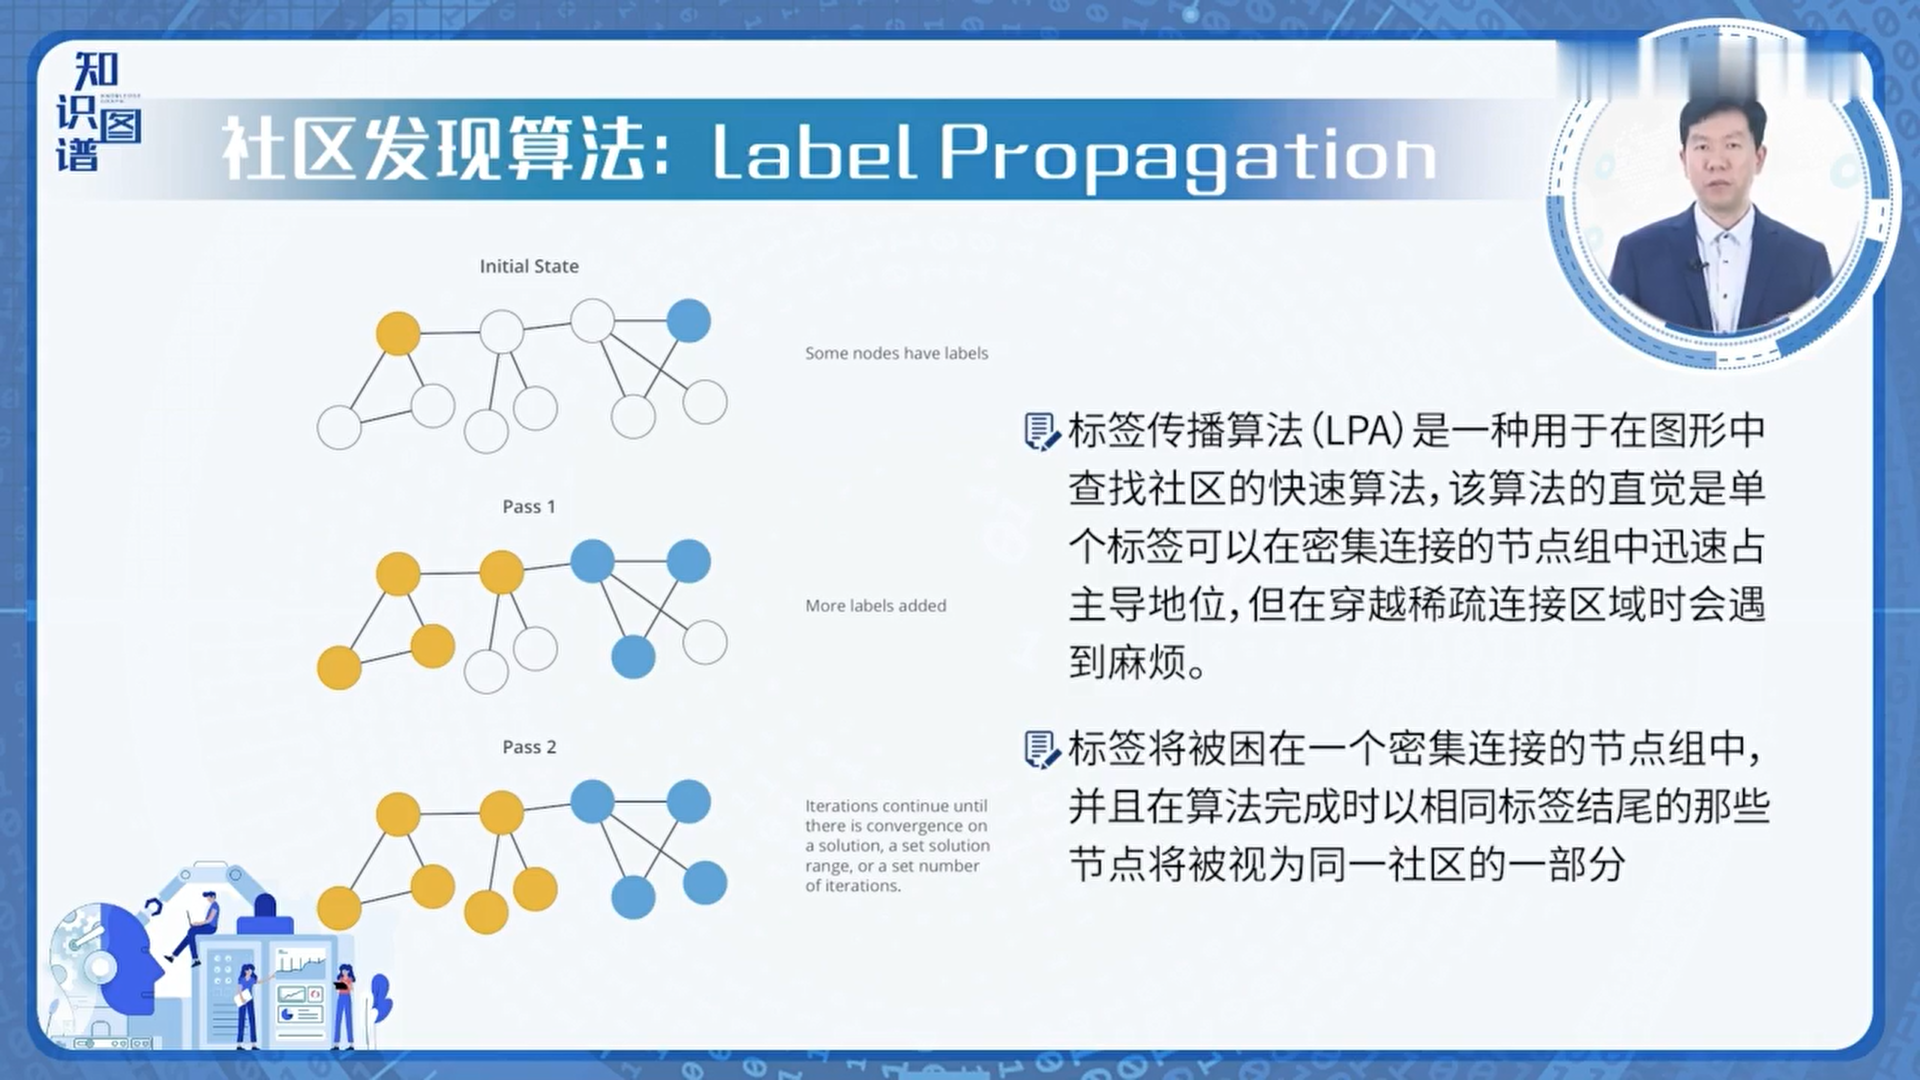 知识图谱
KNOWLEDGE GRAPH
社区发现算法：Label Propagation
Initial State
Some nodes have labels
Pass 1
More labels added
Pass 2
Iterations continue until
there is convergence on
a solution, a set solution
range, or a set number
of iterations.
标签传播算法（LPA）是一种用于在图形中
查找社区的快速算法，该算法的直觉是单
个标签可以在密集连接的节点组中迅速占
主导地位，但在穿越稀疏连接区域时会遇
到麻烦。
标签将被困在一个密集连接的节点组中，
并且在算法完成时以相同标签结尾的那些
节点将被视为同一社区的一部分